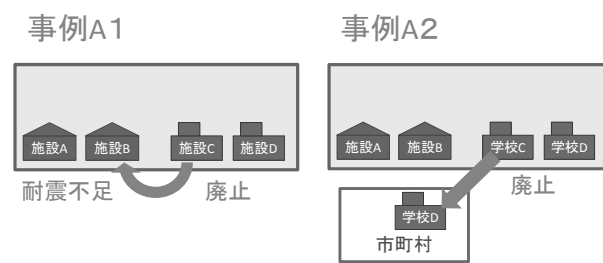 事例A1
施設A 施設B 施設C 施設D
耐震不足 廃止
事例A2
施設A 施設B 学校C 学校D
廃止
学校D
市町村